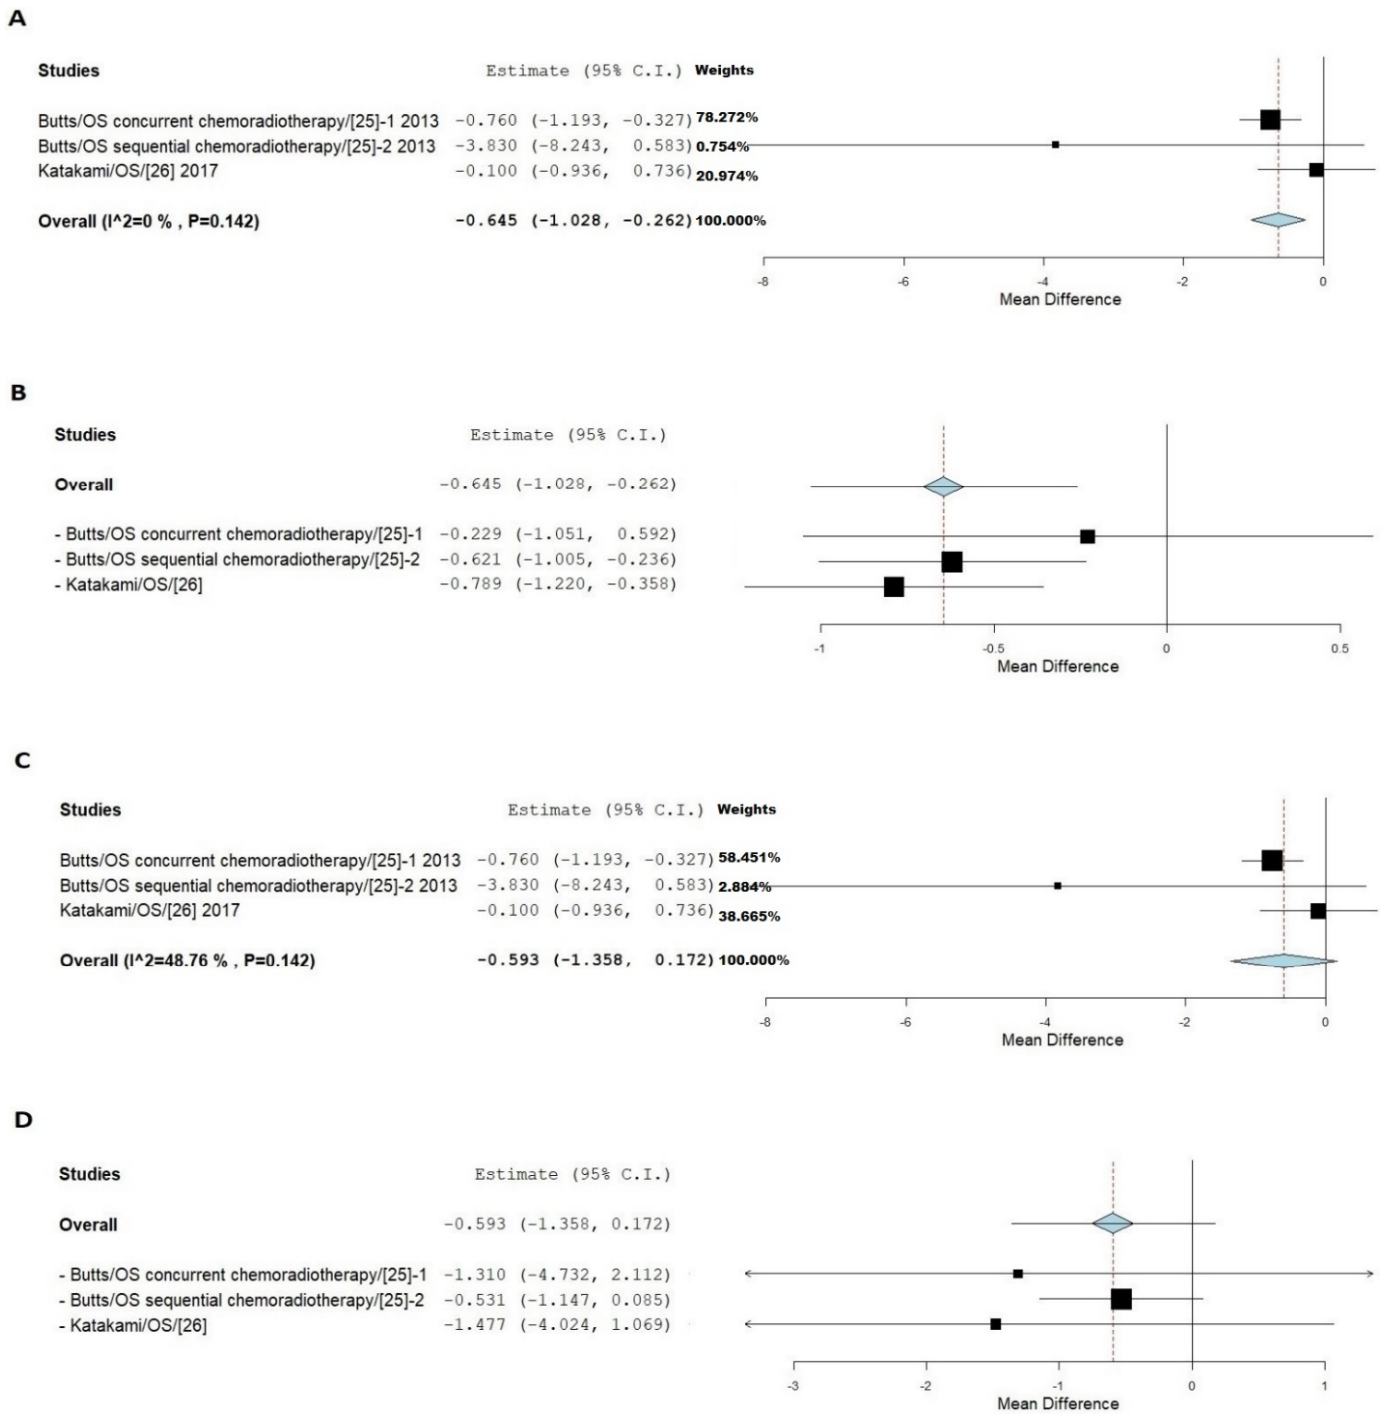 A
Studies Estimate (95% C.I.) Weights
Butts/OS concurrent chemoradiotherapy/[25]-1 2013 -0.760 (-1.193, -0.327) 78.272%
Butts/OS sequential chemoradiotherapy/[25]-2 2013 -3.830 (-8.243, 0.583) 0.754%
Katakami/OS/[26] 2017 -0.100 (-0.936, 0.736) 20.974%
Overall (I^2=0 % , P=0.142) -0.645 (-1.028, -0.262) 100.000%
-8 -6 -4 -2 0
Mean Difference
B
Studies Estimate (95% C.I.)
Overall -0.645 (-1.028, -0.262)
- Butts/OS concurrent chemoradiotherapy/[25]-1 -0.229 (-1.051, 0.592)
- Butts/OS sequential chemoradiotherapy/[25]-2 -0.621 (-1.005, -0.236)
- Katakami/OS/[26] -0.789 (-1.220, -0.358)
-1 -0.5 0 0.5
Mean Difference
C
Studies Estimate (95% C.I.) Weights
Butts/OS concurrent chemoradiotherapy/[25]-1 2013 -0.760 (-1.193, -0.327) 58.451%
Butts/OS sequential chemoradiotherapy/[25]-2 2013 -3.830 (-8.243, 0.583) 2.884%
Katakami/OS/[26] 2017 -0.100 (-0.936, 0.736) 38.665%
Overall (I^2=48.76 % , P=0.142) -0.593 (-1.358, 0.172) 100.000%
-8 -6 -4 -2 0
Mean Difference
D
Studies Estimate (95% C.I.)
Overall -0.593 (-1.358, 0.172)
- Butts/OS concurrent chemoradiotherapy/[25]-1 -1.310 (-4.732, 2.112)
- Butts/OS sequential chemoradiotherapy/[25]-2 -0.531 (-1.147, 0.085)
- Katakami/OS/[26] -1.477 (-4.024, 1.069)
-3 -2 -1 0 1
Mean Difference